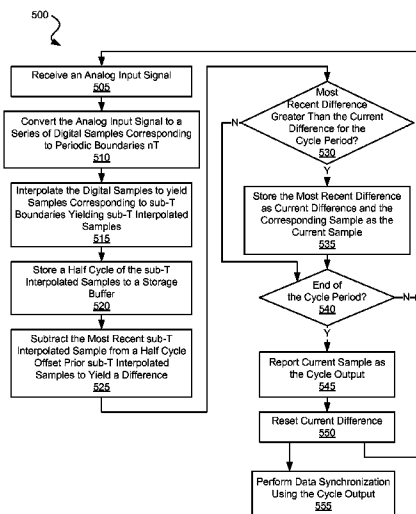 500
Receive an Analog Input Signal
505
Convert the Analog Input Signal to a
Series of Digital Samples Corresponding
to Periodic Boundaries nT
510
Interpolate the Digital Samples to yield
Samples Corresponding to sub-T
Boundaries Yielding sub-T Interpolated
Samples
515
Store a Half Cycle of the sub-T
Interpolated Samples to a Storage
Buffer
520
Subtract the Most Recent sub-T
Interpolated Sample from a Half Cycle
Offset Prior sub-T Interpolated
Samples to Yield a Difference
525
Most
Recent Difference
Greater Than the Current
Difference for the
Cycle Period?
530
N
Y
Store the Most Recent Difference
as Current Difference and the
Corresponding Sample as the
Current Sample
535
End of
the Cycle Period?
540
N
Y
Report Current Sample as
the Cycle Output
545
Reset Current Difference
550
Perform Data Synchronization
Using the Cycle Output
555